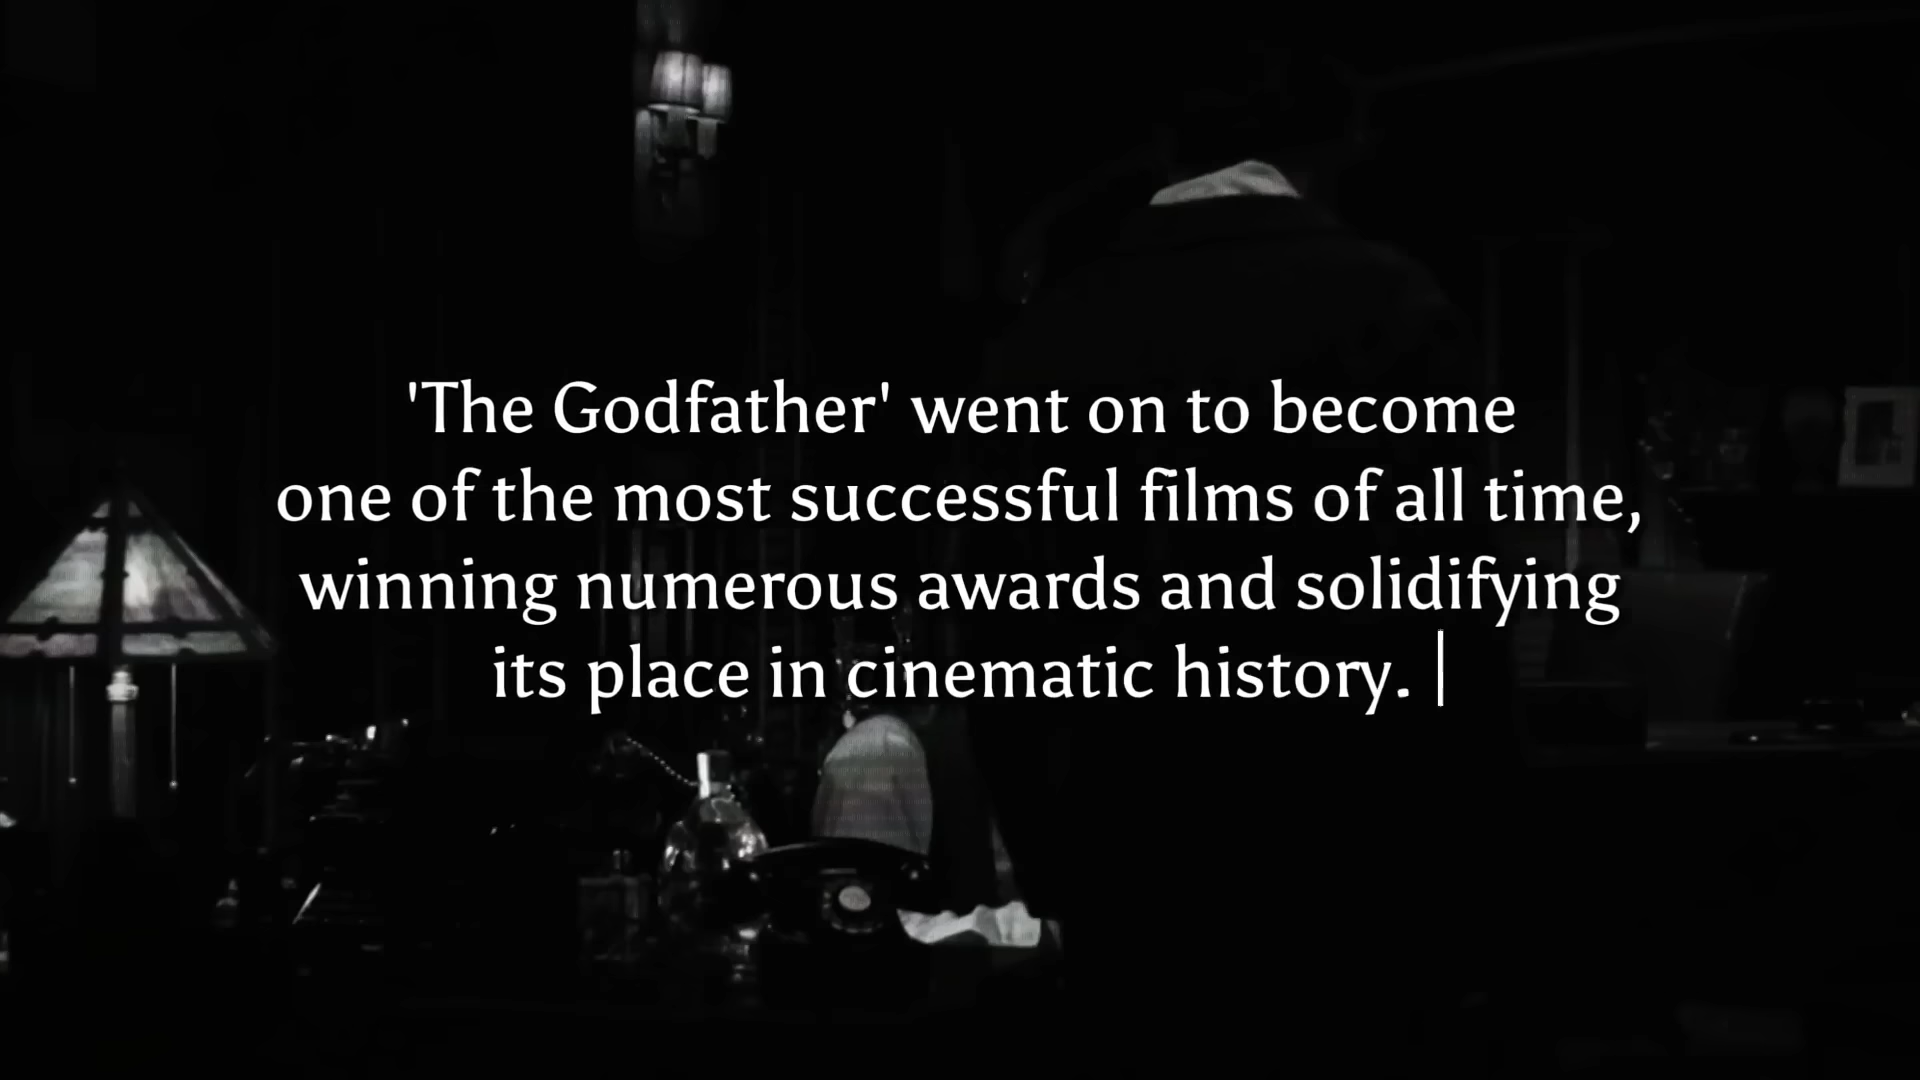 'The Godfather' went on to become
one of the most successful films of all time,
winning numerous awards and solidifying
its place in cinematic history. |